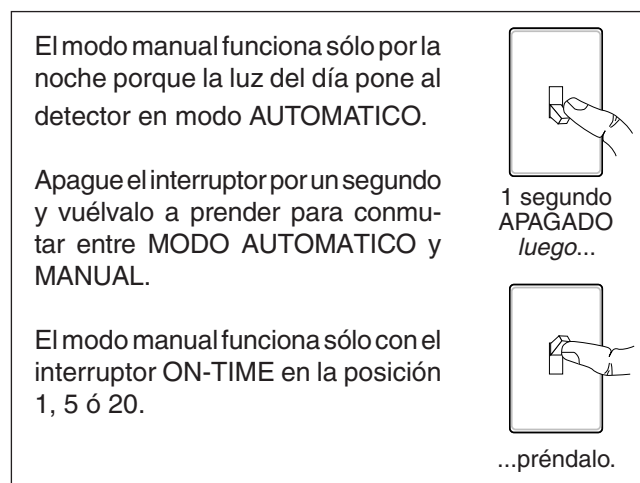 El modo manual funciona sólo por la
noche porque la luz del día pone al
detector en modo AUTOMATICO.
Apague el interruptor por un segundo
y vuélvalo a prender para conmu-
tar entre MODO AUTOMATICO y
MANUAL.
El modo manual funciona sólo con el
interruptor ON-TIME en la posición
1, 5 ó 20.
1 segundo
APAGADO
luego...
...préndalo.